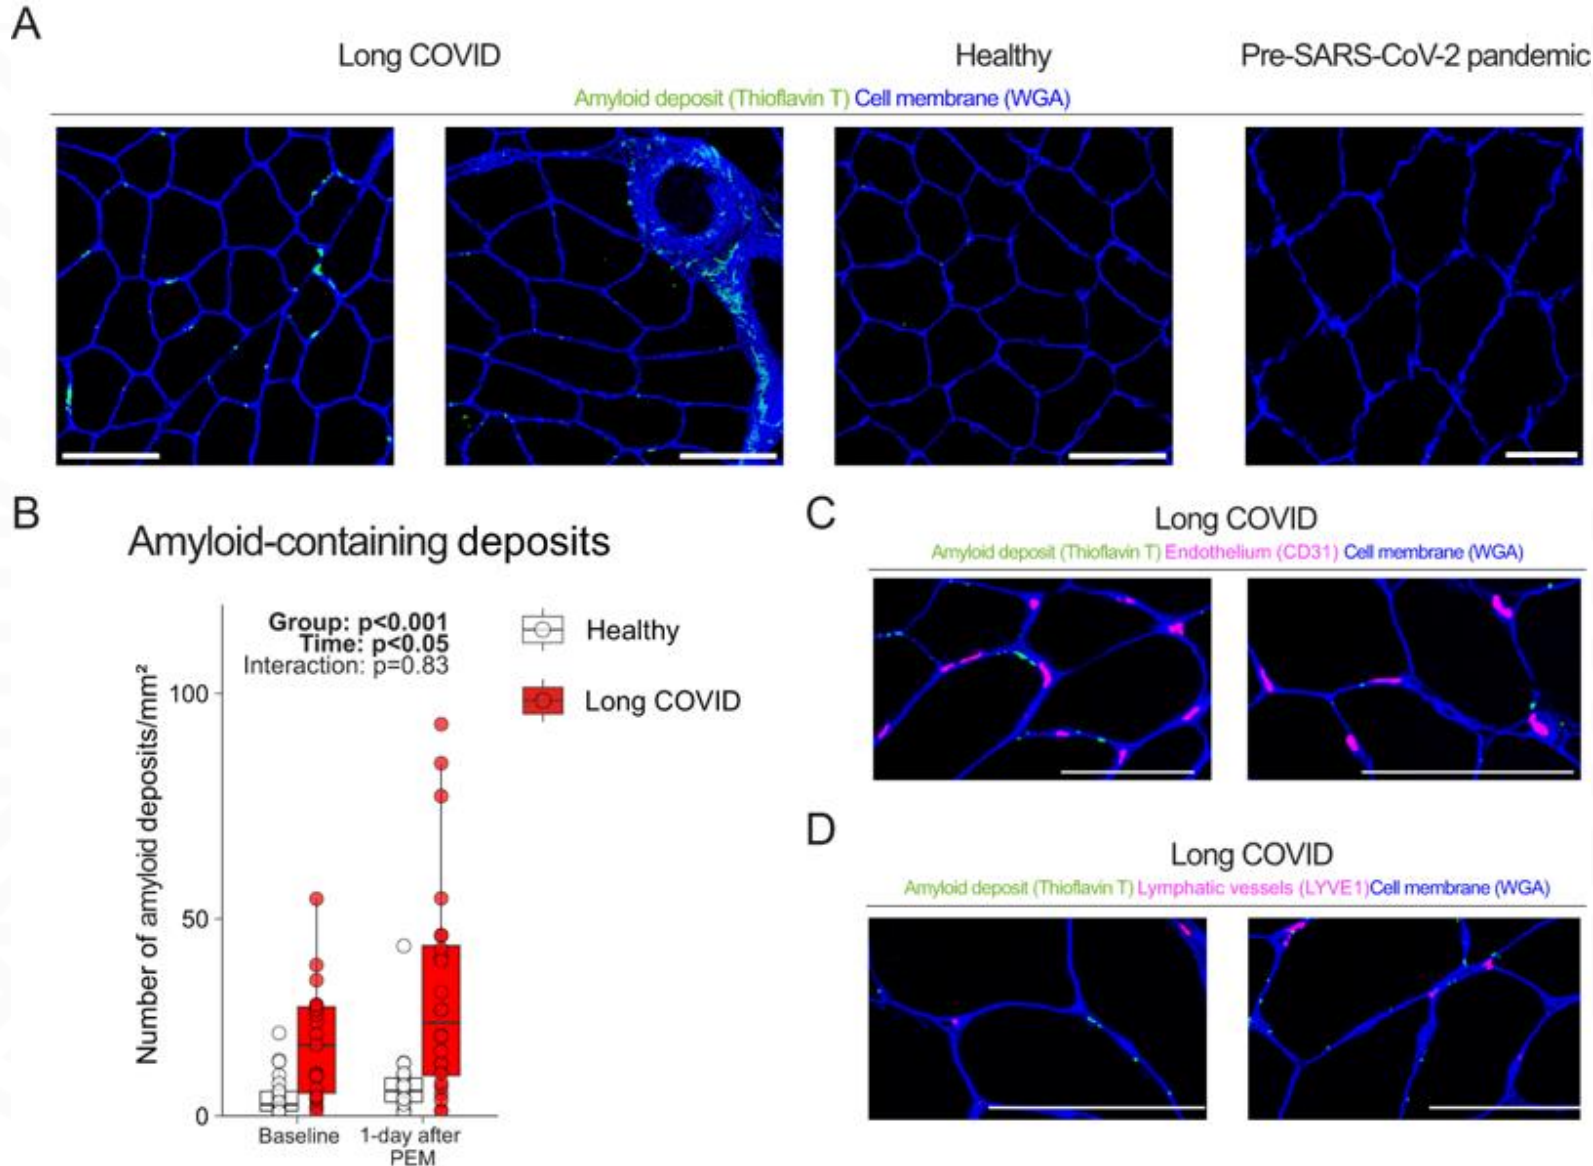 A
Long COVID
Healthy
Pre-SARS-CoV-2 pandemic
Amyloid deposit (Thioflavin T) Cell membrane (WGA)
B
Amyloid-containing deposits
Group: p<0.001
Time: p<0.05
Interaction: p=0.83
Healthy
Long COVID
Number of amyloid deposits/mm²
100
50
0
Baseline
1-day after
PEM
C
Long COVID
Amyloid deposit (Thioflavin T) Endothelium (CD31) Cell membrane (WGA)
D
Long COVID
Amyloid deposit (Thioflavin T) Lymphatic vessels (LYVE1)Cell membrane (WGA)